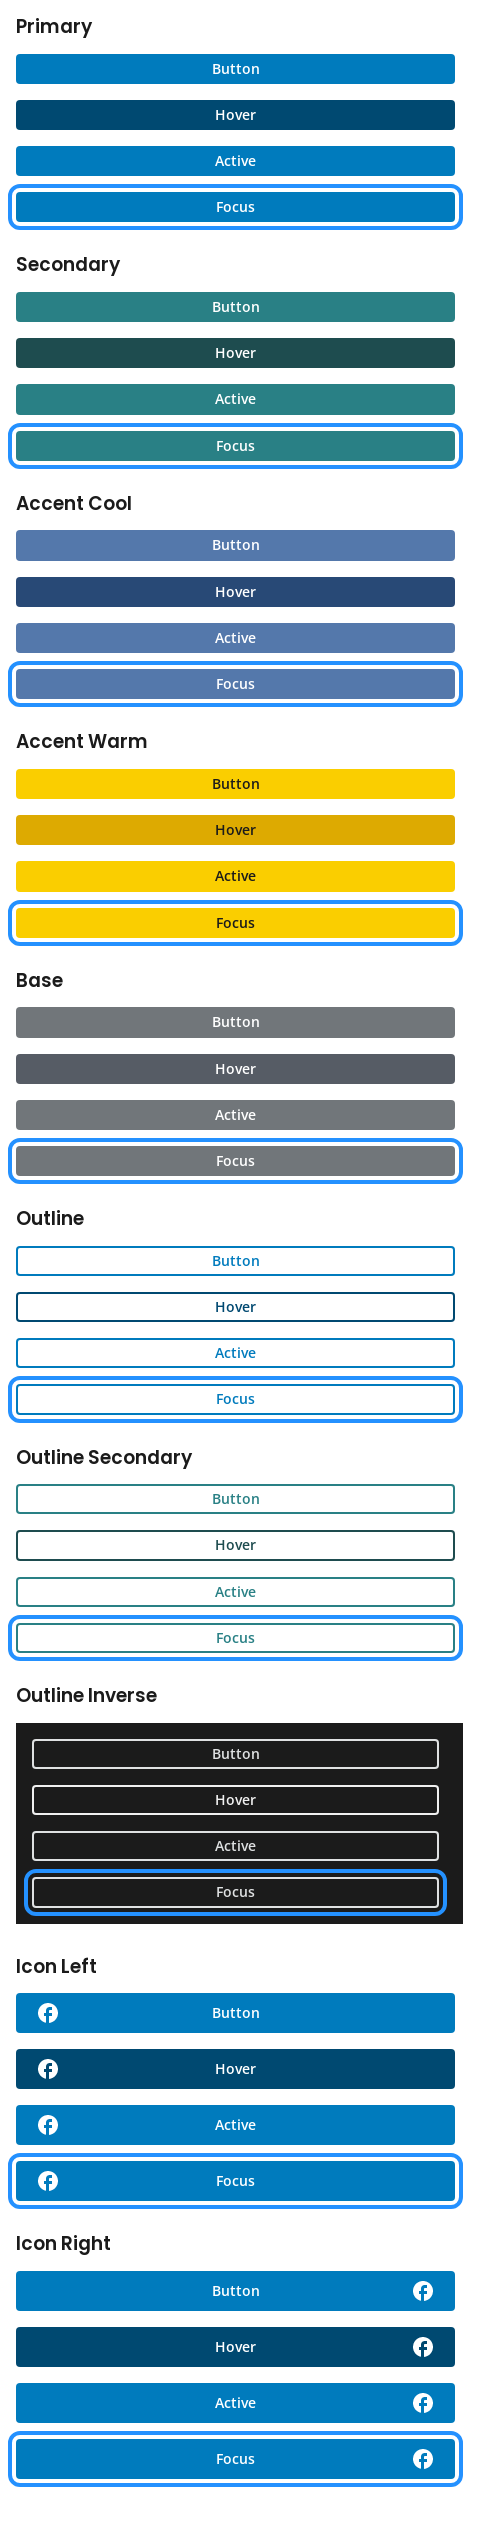 Primary
Button
Hover
Active
Focus
Secondary
Button
Hover
Active
Focus
Accent Cool
Button
Hover
Active
Focus
Accent Warm
Button
Hover
Active
Focus
Base
Button
Hover
Active
Focus
Outline
Button
Hover
Active
Focus
Outline Secondary
Button
Hover
Active
Focus
Outline Inverse
Button
Hover
Active
Focus
Icon Left
Button
Hover
Active
Focus
Icon Right
Button
Hover
Active
Focus